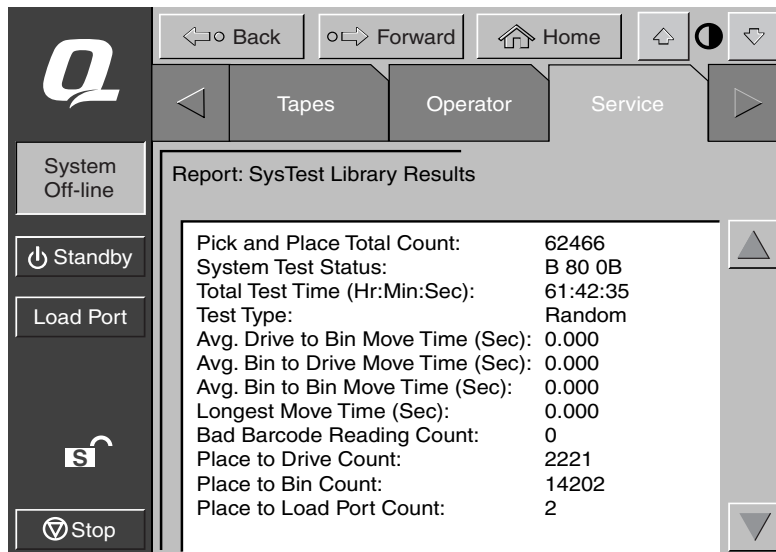 Q
Back
Forward
Home
Tapes
Operator
Service
System
Off-line
Standby
Load Port
S
Stop
Report: SysTest Library Results
Pick and Place Total Count: 62466
System Test Status: B 80 0B
Total Test Time (Hr:Min:Sec): 61:42:35
Test Type: Random
Avg. Drive to Bin Move Time (Sec): 0.000
Avg. Bin to Drive Move Time (Sec): 0.000
Avg. Bin to Bin Move Time (Sec): 0.000
Longest Move Time (Sec): 0.000
Bad Barcode Reading Count: 0
Place to Drive Count: 2221
Place to Bin Count: 14202
Place to Load Port Count: 2